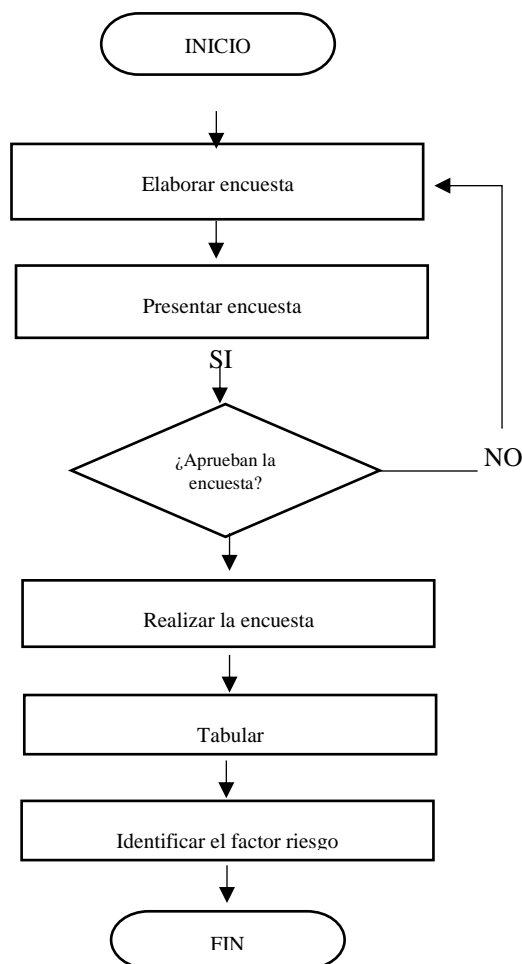 INICIO
Elaborar encuesta
Presentar encuesta
SI
¿Aprueban la
encuesta?
NO
Realizar la encuesta
Tabular
Identificar el factor riesgo
FIN